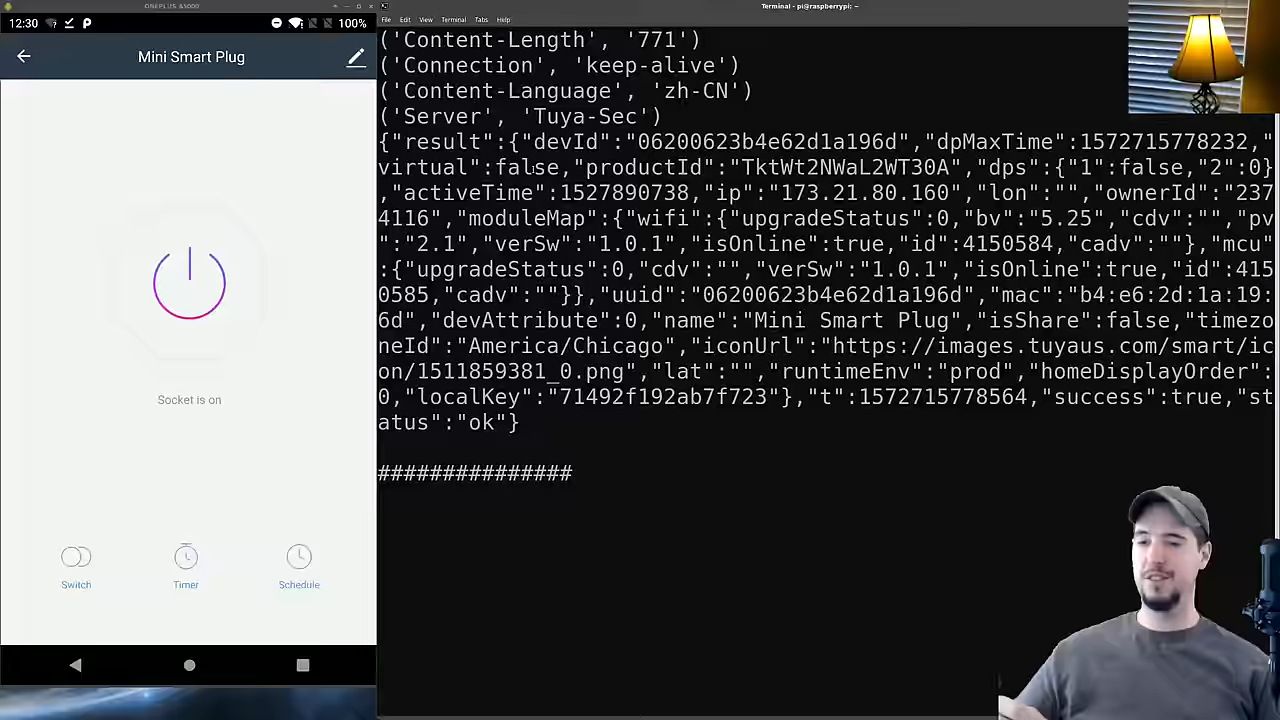 ONEPLUS A5000
12:30
100%
Mini Smart Plug
Socket is on
Switch
Timer
Schedule
Terminal - pi@raspberrypi: ~
File Edit View Terminal Tabs Help
('Content-Length', '771')
('Connection', 'keep-alive')
('Content-Language', 'zh-CN')
('Server', 'Tuya-Sec')
{"result":{"devId":"06200623b4e62d1a196d","dpMaxTime":1572715778232,"
virtual":false,"productId":"TktWt2NWaL2WT30A","dps":{"1":false,"2":0}
,"activeTime":1527890738,"ip":"173.21.80.160","lon":"","ownerId":"237
4116","moduleMap":{"wifi":{"upgradeStatus":0,"bv":"5.25","cdv":"","pv
":"2.1","verSw":"1.0.1","isOnline":true,"id":4150584,"cadv":""},"mcu"
:{"upgradeStatus":0,"cdv":"","verSw":"1.0.1","isOnline":true,"id":415
0585,"cadv":""}},"uuid":"06200623b4e62d1a196d","mac":"b4:e6:2d:1a:19:
6d","devAttribute":0,"name":"Mini Smart Plug","isShare":false,"timezo
neId":"America/Chicago","iconUrl":"https://images.tuyaus.com/smart/ic
on/1511859381_0.png","lat":"","runtimeEnv":"prod","homeDisplayOrder":
0,"localKey":"71492f192ab7f723"},"t":1572715778564,"success":true,"st
atus":"ok"}
###############